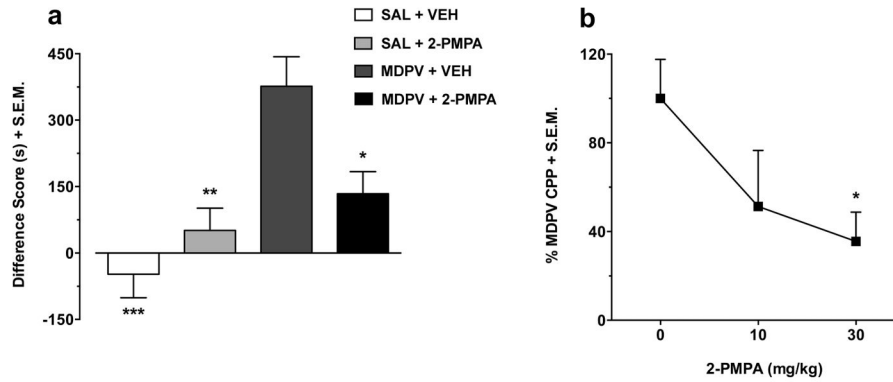 a
SAL + VEH
SAL + 2-PMPA
MDPV + VEH
MDPV + 2-PMPA
Difference Score (s) + S.E.M.
450
300
150
0
-150
***
**
*
b
% MDPV CPP + S.E.M.
120
80
40
0
*
0 10 30
2-PMPA (mg/kg)